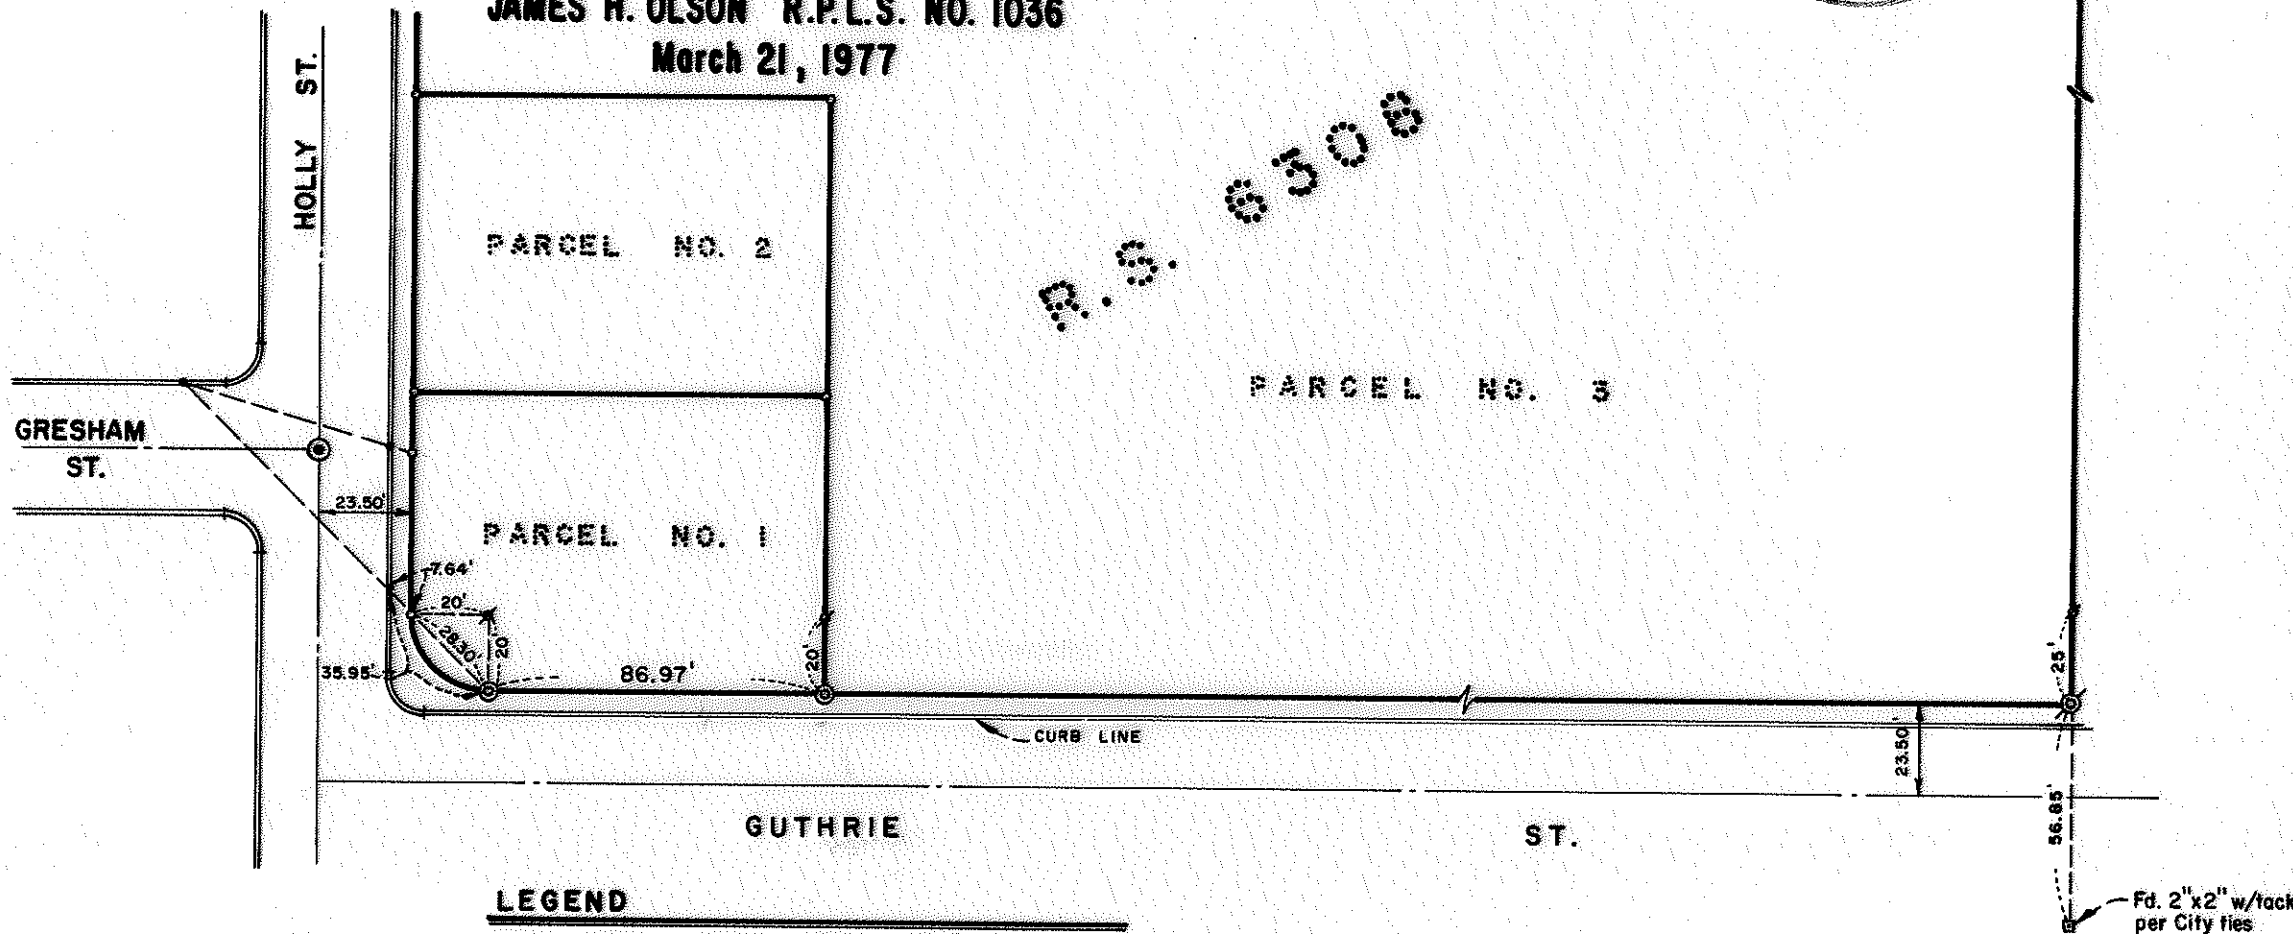 JAMES H. OLSON R.P.L.S. NO. 1036
March 21, 1977
HOLLY ST.
R.S. 6308
PARCEL NO. 2
PARCEL NO. 3
GRESHAM
ST.
23.50'
PARCEL NO. 1
7.64'
20'
28.30'
20'
35.95'
86.97'
20'
25'
CURB LINE
23.50'
56.85'
GUTHRIE ST.
LEGEND
Fd. 2"x2" w/tack
per City ties